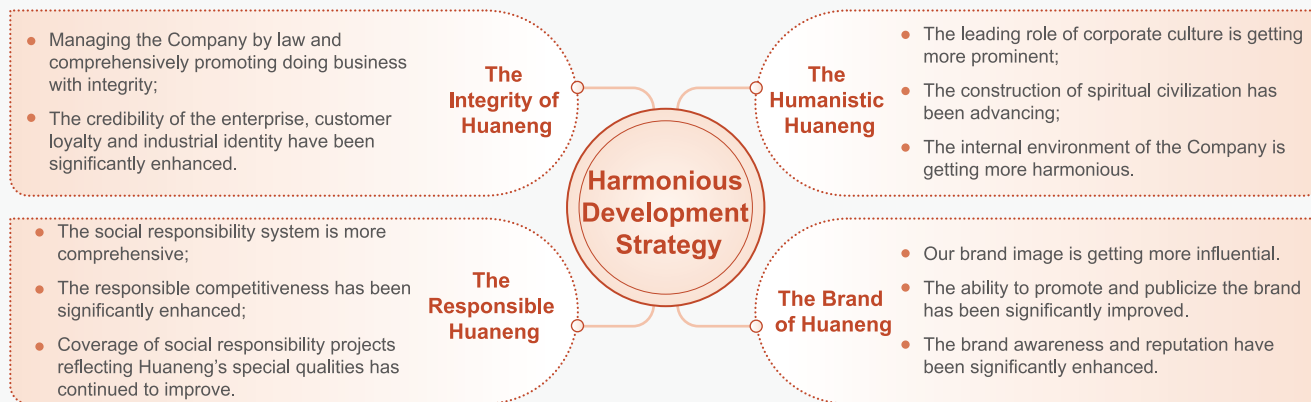 Managing the Company by law and
comprehensively promoting doing business
with integrity;
The credibility of the enterprise, customer
loyalty and industrial identity have been
significantly enhanced.
The
Integrity of
Huaneng
The
Humanistic
Huaneng
The leading role of corporate culture is getting
more prominent;
The construction of spiritual civilization has
been advancing;
The internal environment of the Company is
getting more harmonious.
Harmonious
Development
Strategy
The social responsibility system is more
comprehensive;
The responsible competitiveness has been
significantly enhanced;
Coverage of social responsibility projects
reflecting Huaneng’s special qualities has
continued to improve.
The
Responsible
Huaneng
The Brand
of Huaneng
Our brand image is getting more influential.
The ability to promote and publicize the brand
has been significantly improved.
The brand awareness and reputation have
been significantly enhanced.